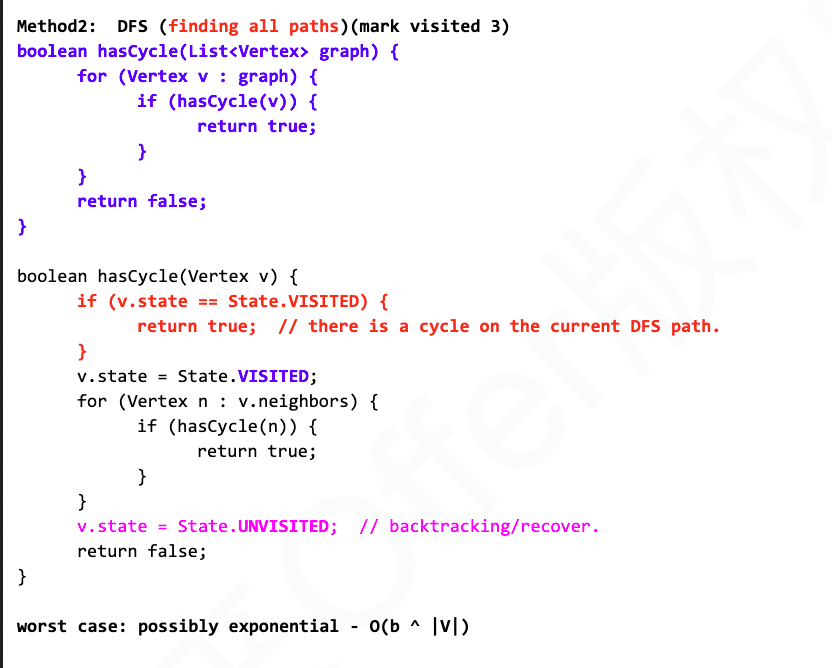 Method2:  DFS (finding all paths)(mark visited 3)
boolean hasCycle(List<Vertex> graph) {
      for (Vertex v : graph) {
            if (hasCycle(v)) {
                  return true;
            }
      }
      return false;
}

boolean hasCycle(Vertex v) {
      if (v.state == State.VISITED) {
            return true;  // there is a cycle on the current DFS path.
      }
      v.state = State.VISITED;
      for (Vertex n : v.neighbors) {
            if (hasCycle(n)) {
                  return true;
            }
      }
      v.state = State.UNVISITED;  // backtracking/recover.
      return false;
}

worst case: possibly exponential - O(b ^ |V|)
Offer版权